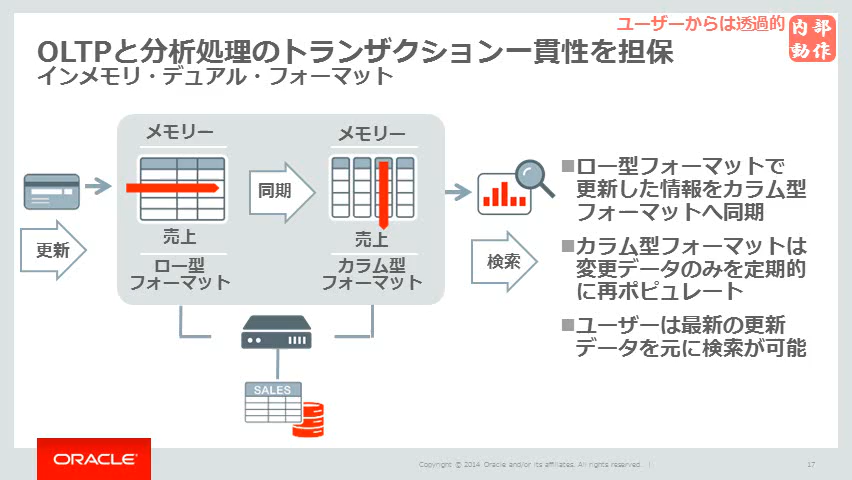 ユーザーからは透過的
内部
動作
OLTPと分析処理のトランザクション一貫性を担保
インメモリ・デュアル・フォーマット
メモリー
メモリー
同期
更新
売上
売上
ロー型
フォーマット
カラム型
フォーマット
検索
SALES
■ロー型フォーマットで
更新した情報をカラム型
フォーマットへ同期
■カラム型フォーマットは
変更データのみを定期的
に再ポピュレート
■ユーザーは最新の更新
データを元に検索が可能
ORACLE
Copyright © 2014 Oracle and/or its affiliates. All rights reserved. |
17